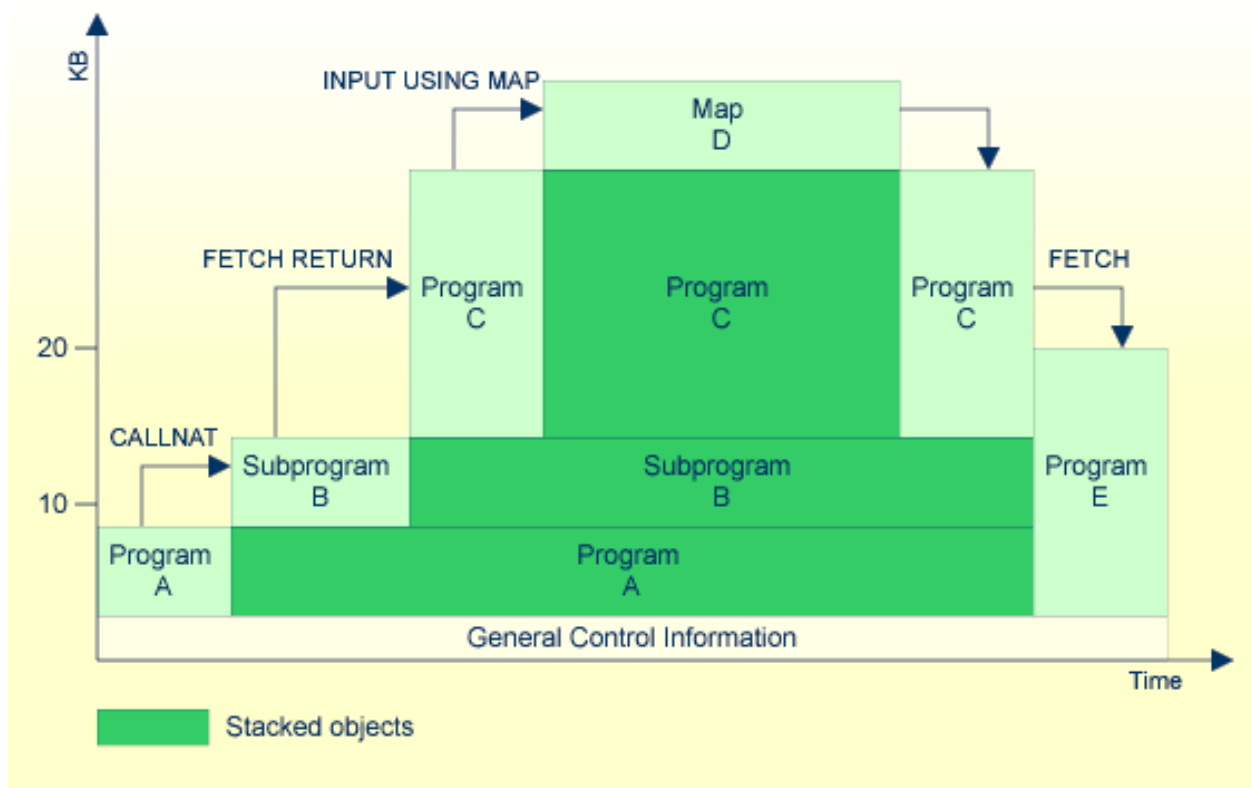 KB
INPUT USING MAP
Map
D
FETCH RETURN
Program
C
Program
C
Program
C
FETCH
20
CALLNAT
Subprogram
B
Subprogram
B
Program
E
10
Program
A
Program
A
General Control Information
Time
Stacked objects